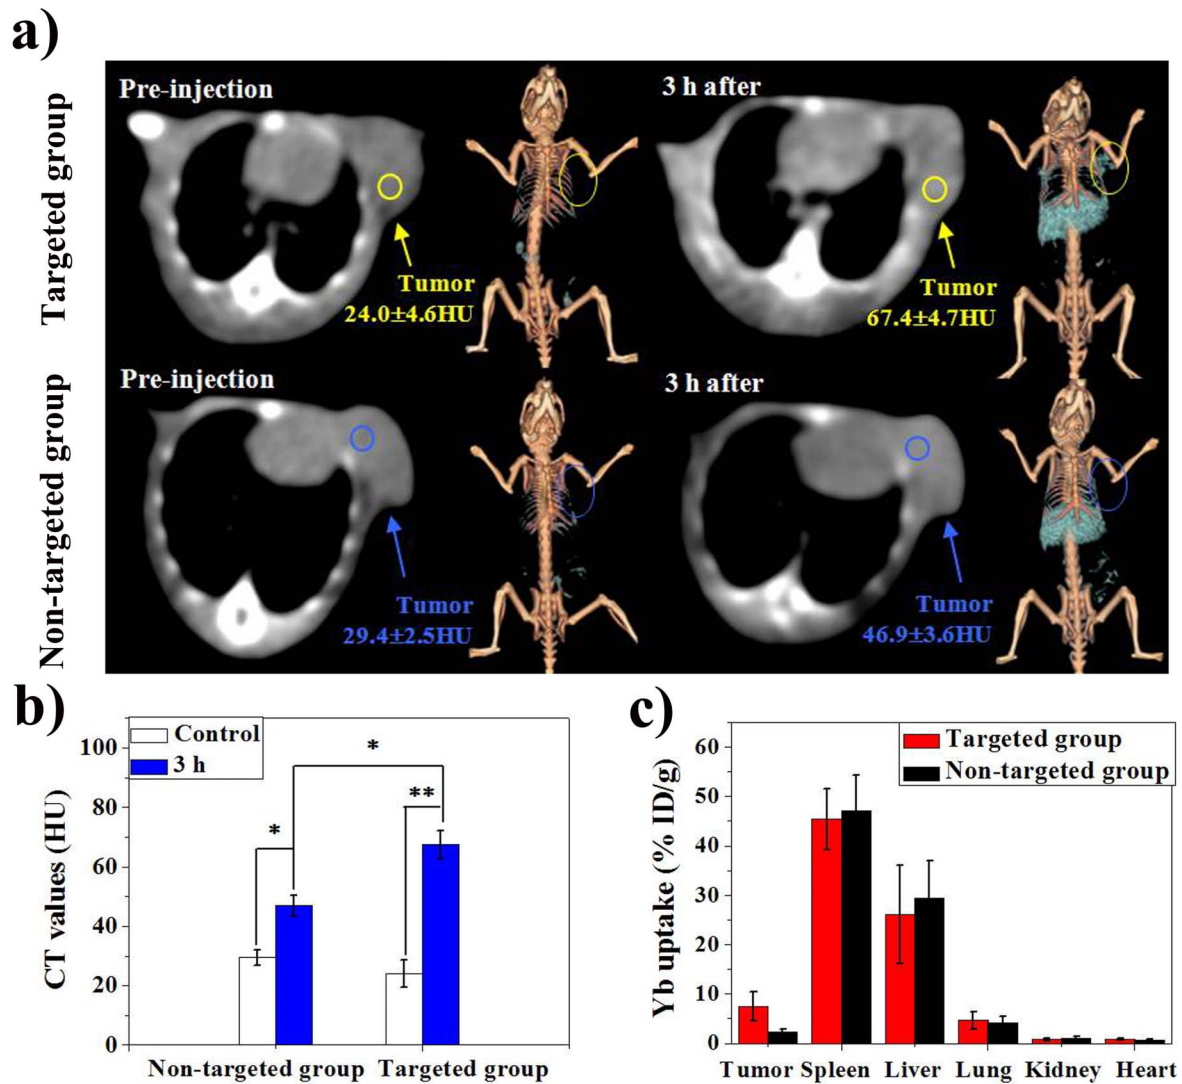 a)
Targeted group
Pre-injection
Tumor
24.0±4.6HU
3 h after
Tumor
67.4±4.7HU
Non-targeted group
Pre-injection
Tumor
29.4±2.5HU
3 h after
Tumor
46.9±3.6HU
b)
CT values (HU)
Control
3 h
100
80
60
40
20
0
*
*
**
Non-targeted group
Targeted group
c)
Yb uptake (% ID/g)
Targeted group
Non-targeted group
60
50
40
30
20
10
0
Tumor Spleen Liver Lung Kidney Heart